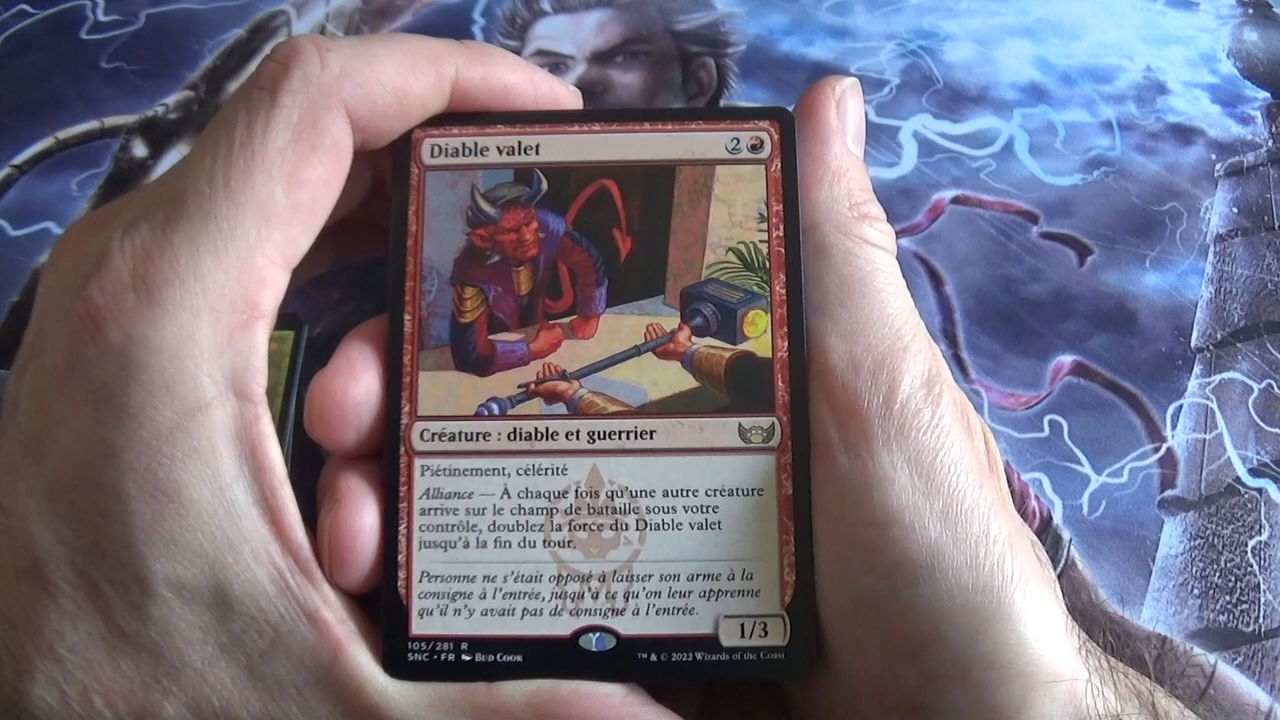 Diable valet 2
Créature : diable et guerrier
Piétinement, célérité
Alliance — À chaque fois qu'une autre créature
arrive sur le champ de bataille sous votre
contrôle, doublez la force du Diable valet
jusqu'à la fin du tour.
Personne ne s'était opposé à laisser son arme à la
consigne à l'entrée, jusqu'à ce qu'on leur apprenne
qu'il n'y avait pas de consigne à l'entrée.
1/3
105/281 R
SNC • FR Bud Cook
™ & © 2022 Wizards of the Coast